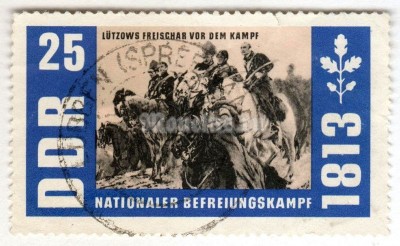 LÜTZOWS FREISCHAR VOR DEM KAMPF
25
DDR
1813
NATIONALER BEFREIUNGSKAMPF